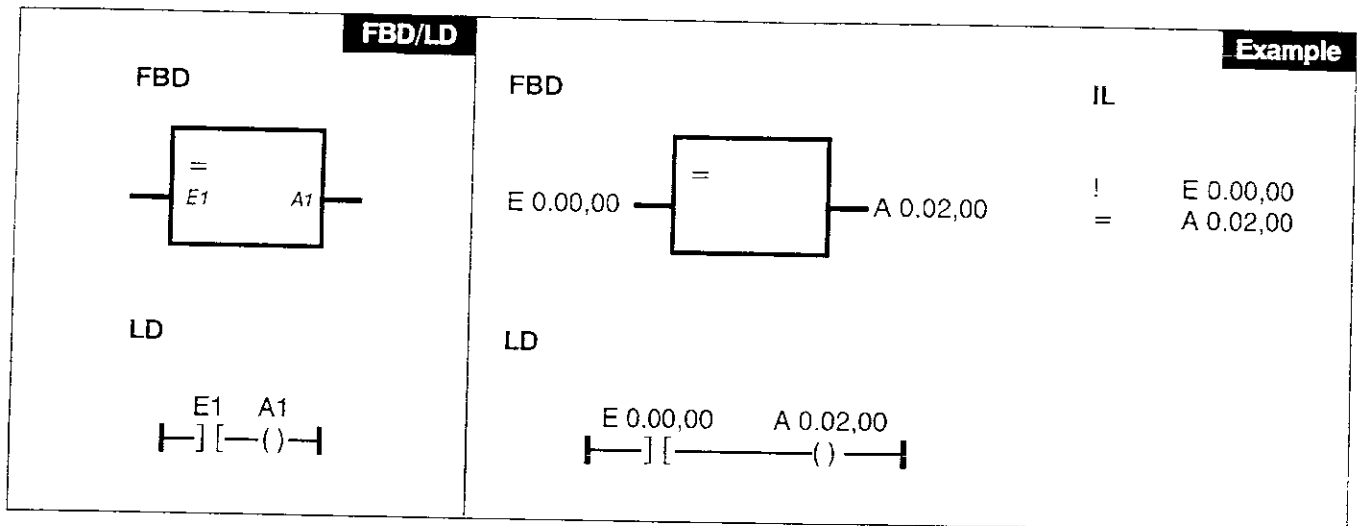 FBD/LD
FBD
=
E1 A1
LD
E1 A1
] [ ( )
Example
FBD
=
E 0.00,00 A 0.02,00
IL
! E 0.00,00
= A 0.02,00
LD
E 0.00,00 A 0.02,00
] [ ( )